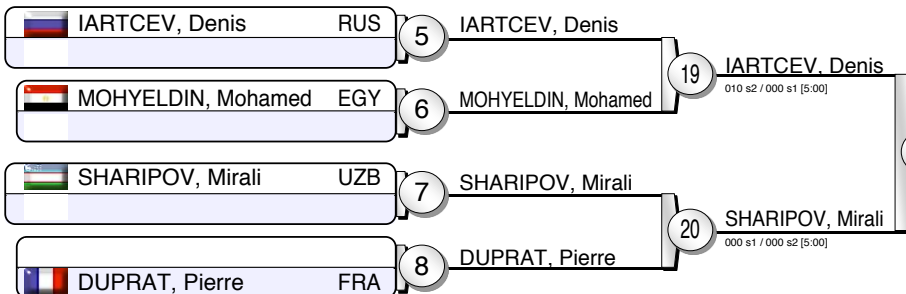 IARTCEV, Denis RUS 5 IARTCEV, Denis
19 IARTCEV, Denis
010 s2 / 000 s1 [5:00]
MOHYELDIN, Mohamed EGY 6 MOHYELDIN, Mohamed
SHARIPOV, Mirali UZB 7 SHARIPOV, Mirali
20 SHARIPOV, Mirali
000 s1 / 000 s2 [5:00]
DUPRAT, Pierre FRA 8 DUPRAT, Pierre